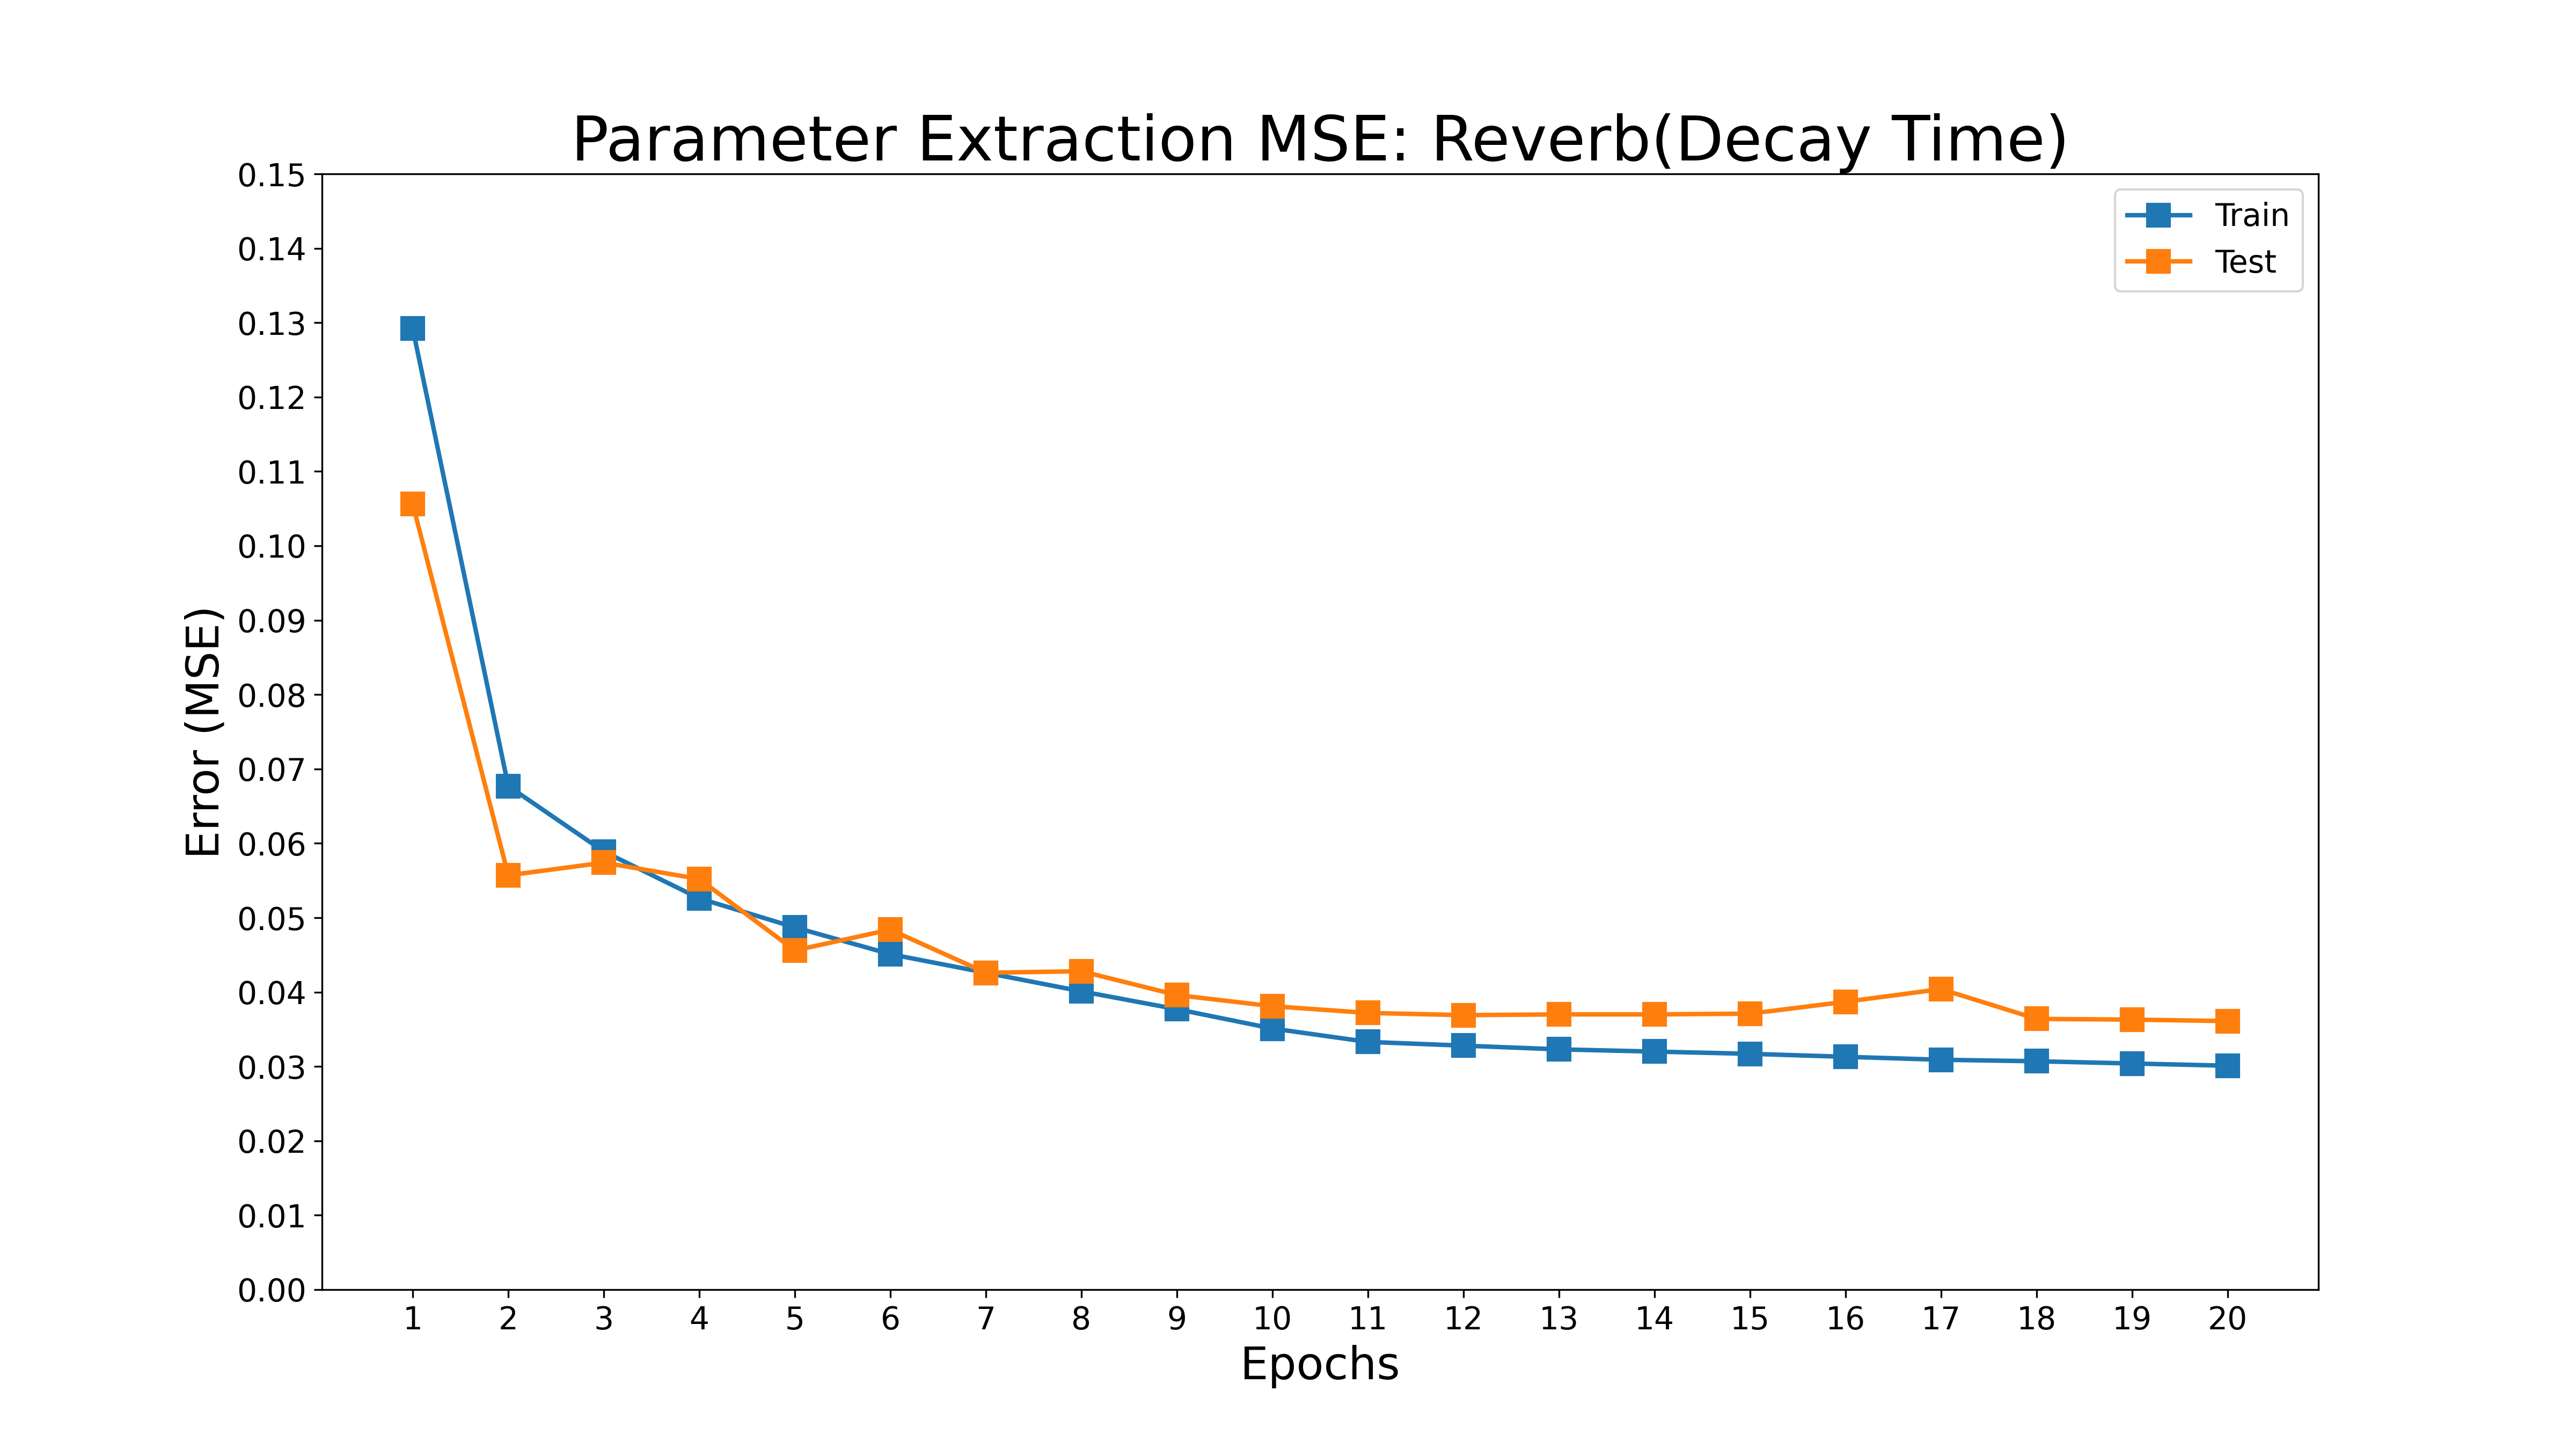 Parameter Extraction MSE: Reverb(Decay Time)
0.15
0.14
0.13
0.12
0.11
0.10
0.09
0.08
0.07
0.06
0.05
0.04
0.03
0.02
0.01
0.00
Error (MSE)
Train
Test
1 2 3 4 5 6 7 8 9 10 11 12 13 14 15 16 17 18 19 20
Epochs